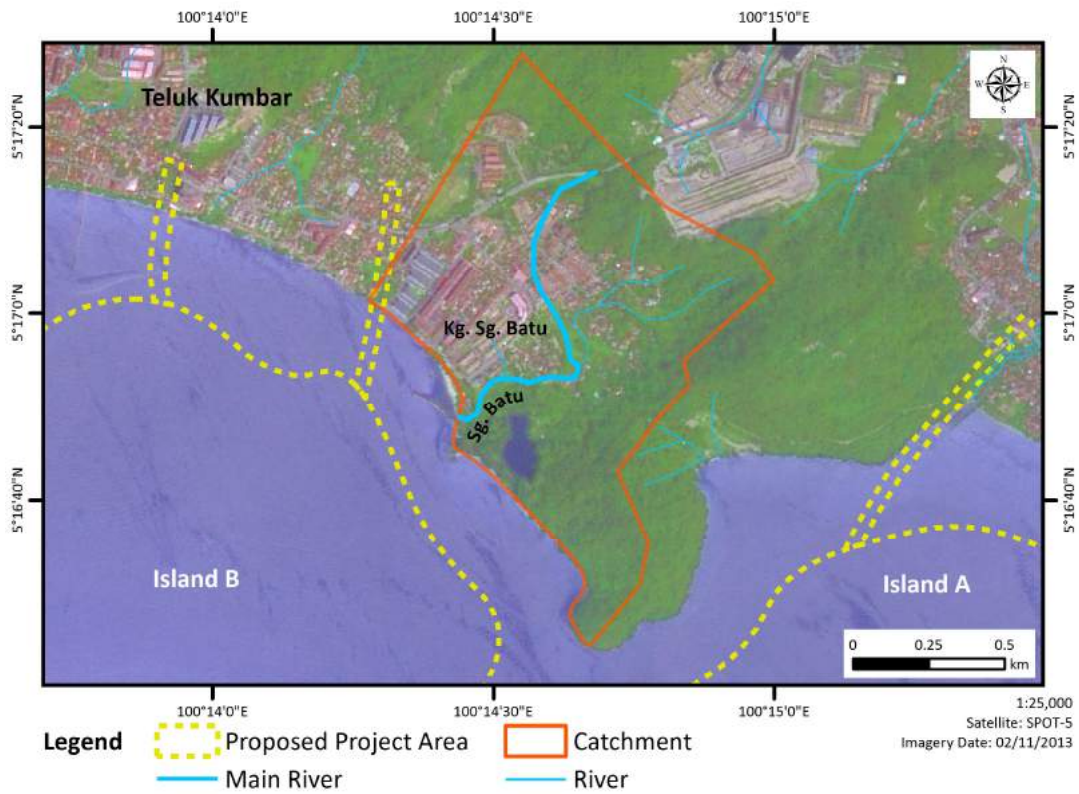 100°14'0"E
100°14'30"E
100°15'0"E
N
W
E
S
Teluk Kumbar
5°17'20"N
5°17'20"N
5°17'0"N
5°17'0"N
Kg. Sg. Batu
Sg. Batu
5°16'40"N
5°16'40"N
Island B
Island A
0 0.25 0.5
km
100°14'0"E
100°14'30"E
100°15'0"E
1:25,000
Satellite: SPOT-5
Imagery Date: 02/11/2013
Legend
Proposed Project Area
Catchment
Main River
River